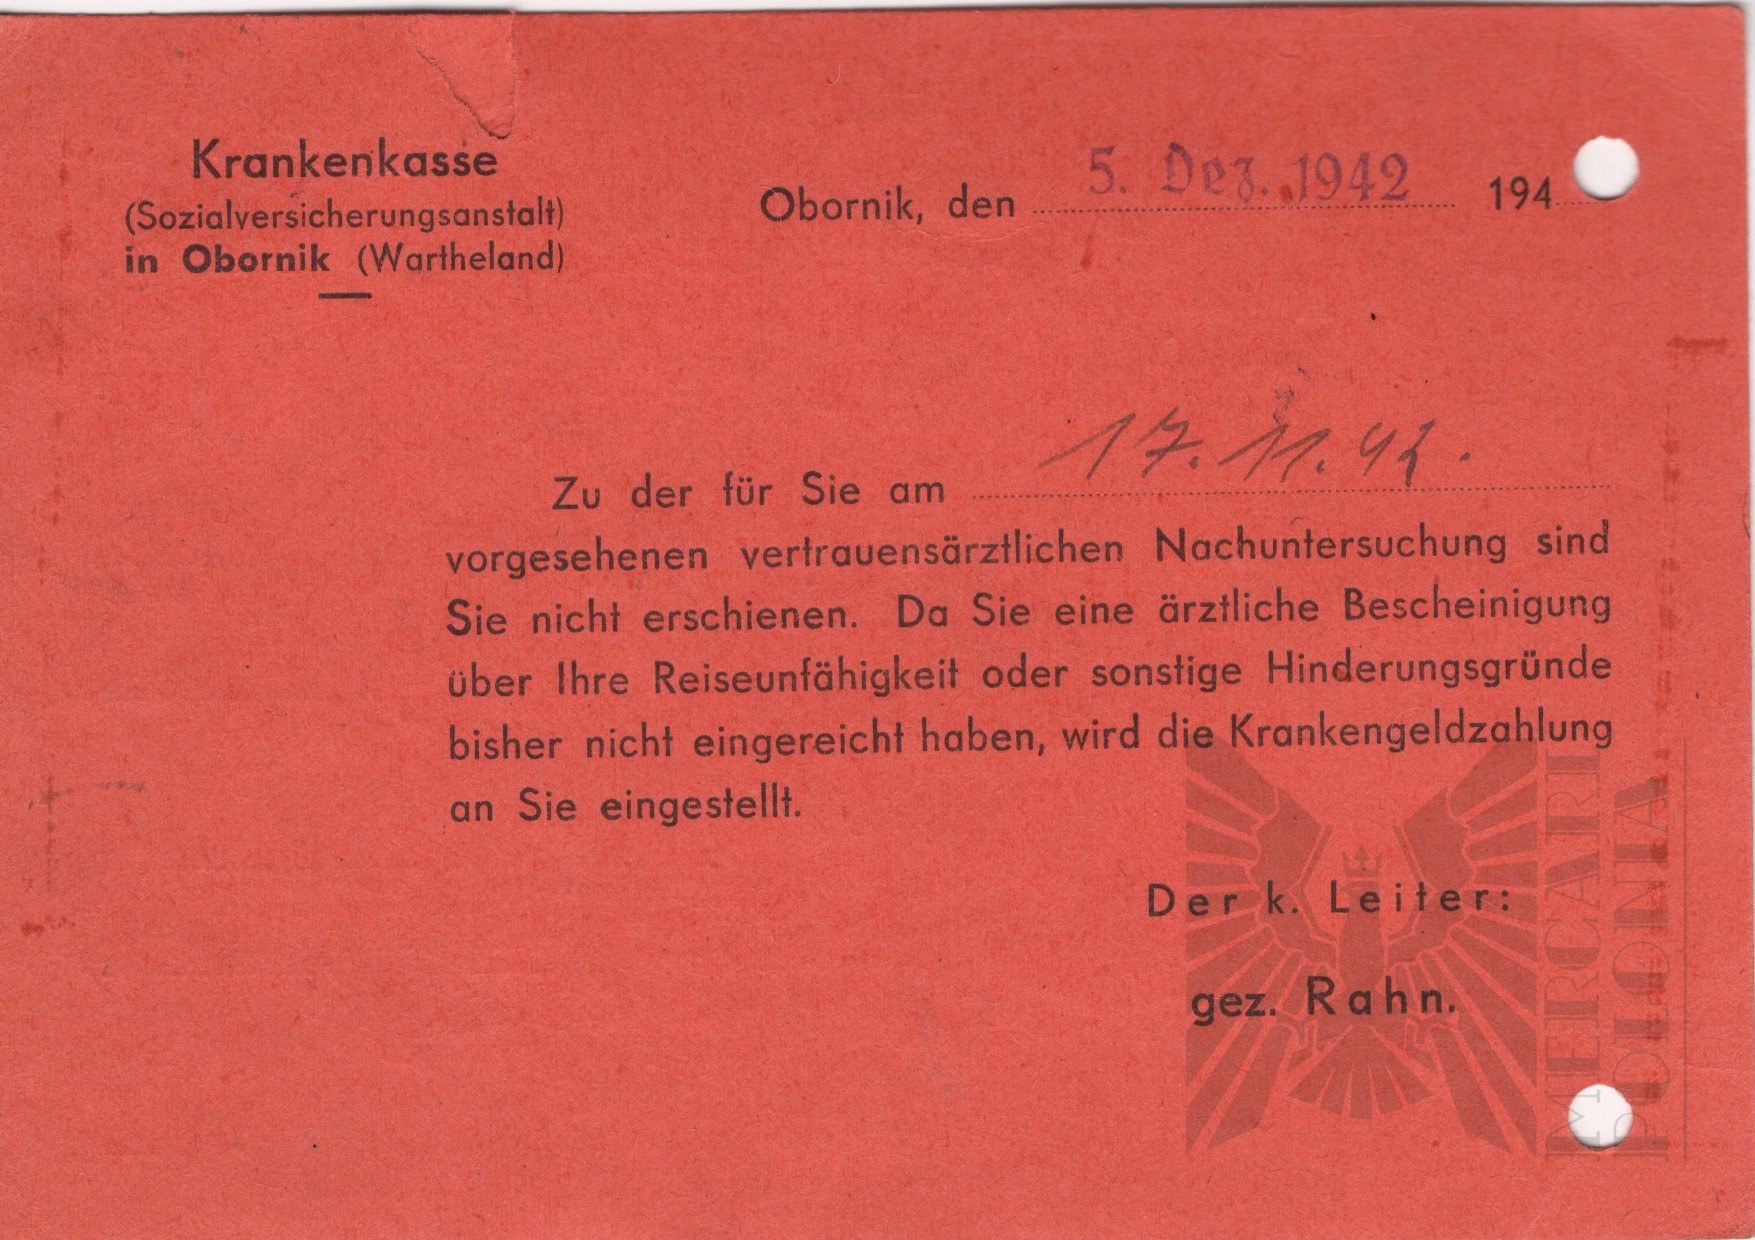 Krankenkasse
(Sozialversicherungsanstalt)
in Obornik (Wartheland)
Obornik, den 5. Dez. 1942 194
Zu der für Sie am 17. 11. 42.
vorgesehenen vertrauensärztlichen Nachuntersuchung sind
Sie nicht erschienen. Da Sie eine ärztliche Bescheinigung
über Ihre Reiseunfähigkeit oder sonstige Hinderungsgründe
bisher nicht eingereicht haben, wird die Krankengeldzahlung
an Sie eingestellt.
Der k. Leiter:
gez. Rahn.
MERCARI
POLONIA